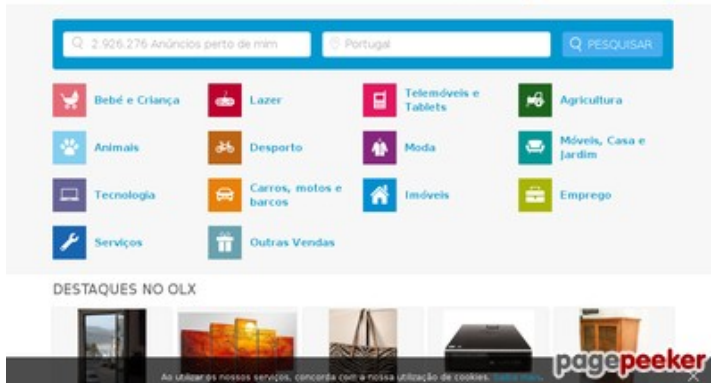 2.926.276 Anúncios perto de mim
Portugal
PESQUISAR
Bebé e Criança
Lazer
Telemóveis e
Tablets
Agricultura
Animais
Desporto
Moda
Móveis, Casa e
Jardim
Tecnologia
Carros, motos e
barcos
Imóveis
Emprego
Serviços
Outras Vendas
DESTAQUES NO OLX
Ao utilizar os nossos serviços, concorda com a nossa utilização de cookies. Saiba mais.
pagepeeker